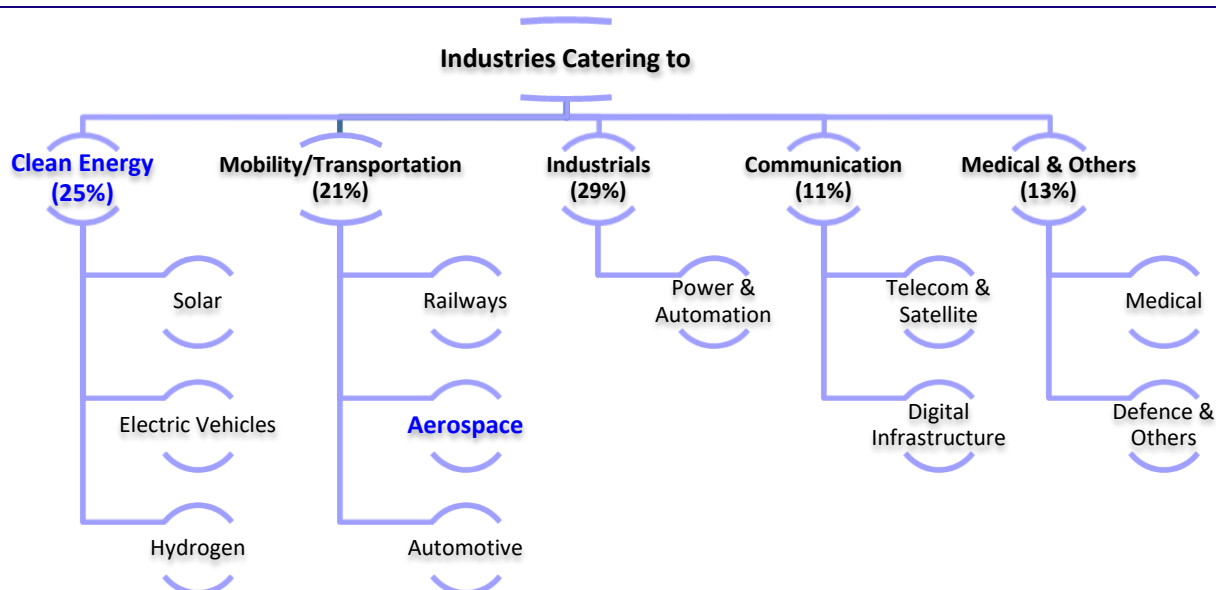 Industries Catering to
Clean Energy
(25%)
Mobility/Transportation
(21%)
Industrials
(29%)
Communication
(11%)
Medical & Others
(13%)
Solar
Railways
Power &
Automation
Telecom &
Satellite
Medical
Electric Vehicles
Aerospace
Digital
Infrastructure
Defence &
Others
Hydrogen
Automotive